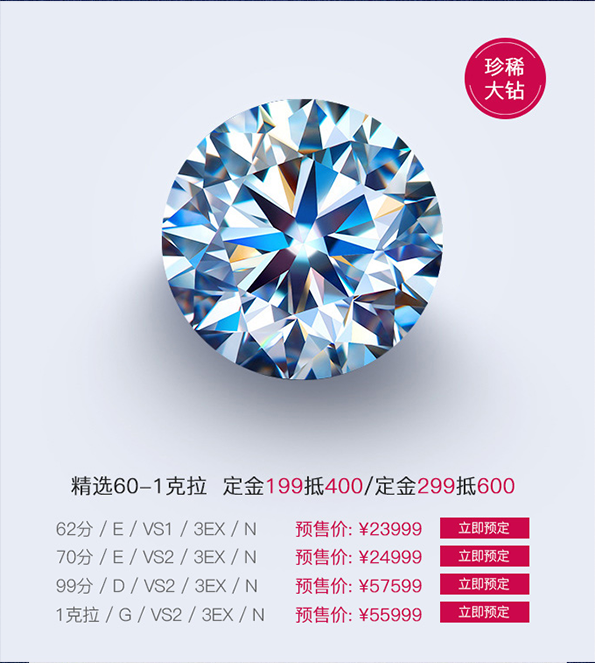 珍稀
大钻
精选60-1克拉 定金199抵400/定金299抵600
62分 / E / VS1 / 3EX / N 预售价: ¥23999 立即预定
70分 / E / VS2 / 3EX / N 预售价: ¥24999 立即预定
99分 / D / VS2 / 3EX / N 预售价: ¥57599 立即预定
1克拉 / G / VS2 / 3EX / N 预售价: ¥55999 立即预定